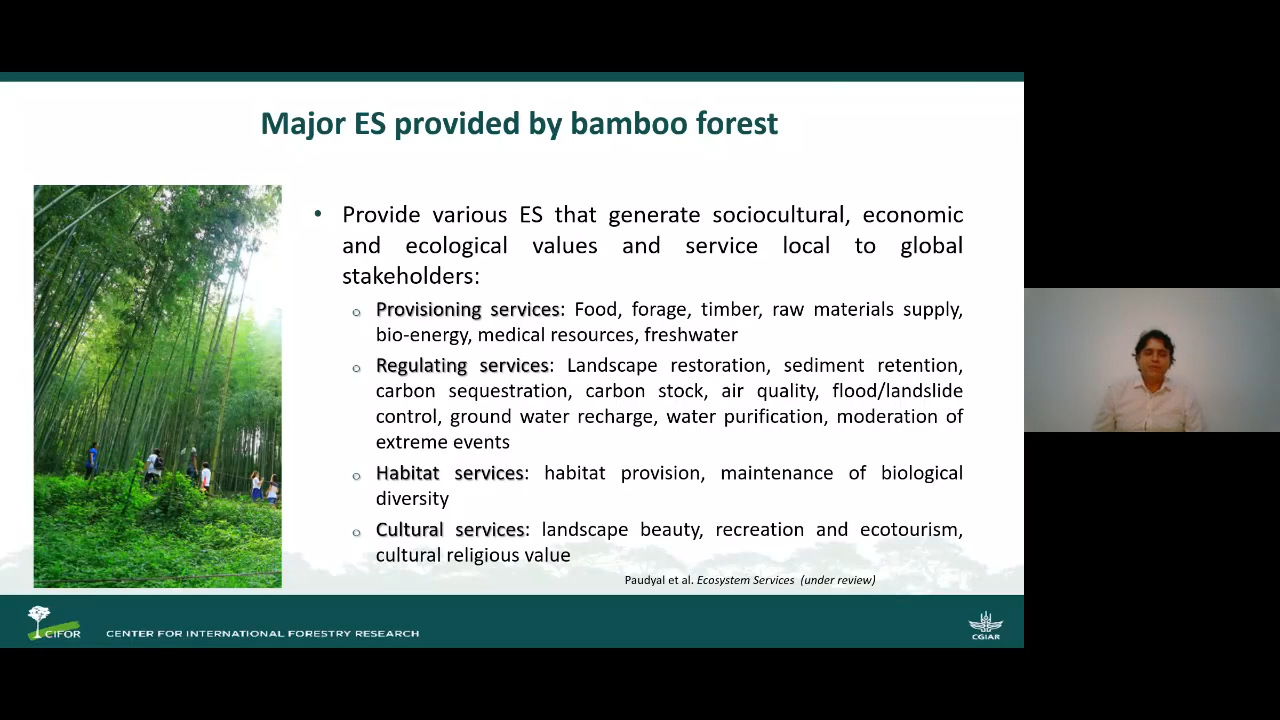 Major ES provided by bamboo forest
• Provide various ES that generate sociocultural, economic
and ecological values and service local to global
stakeholders:
o Provisioning services: Food, forage, timber, raw materials supply,
bio-energy, medical resources, freshwater
o Regulating services: Landscape restoration, sediment retention,
carbon sequestration, carbon stock, air quality, flood/landslide
control, ground water recharge, water purification, moderation of
extreme events
o Habitat services: habitat provision, maintenance of biological
diversity
o Cultural services: landscape beauty, recreation and ecotourism,
cultural religious value
Paudyal et al. Ecosystem Services (under review)
CIFOR
CENTER FOR INTERNATIONAL FORESTRY RESEARCH
CGIAR